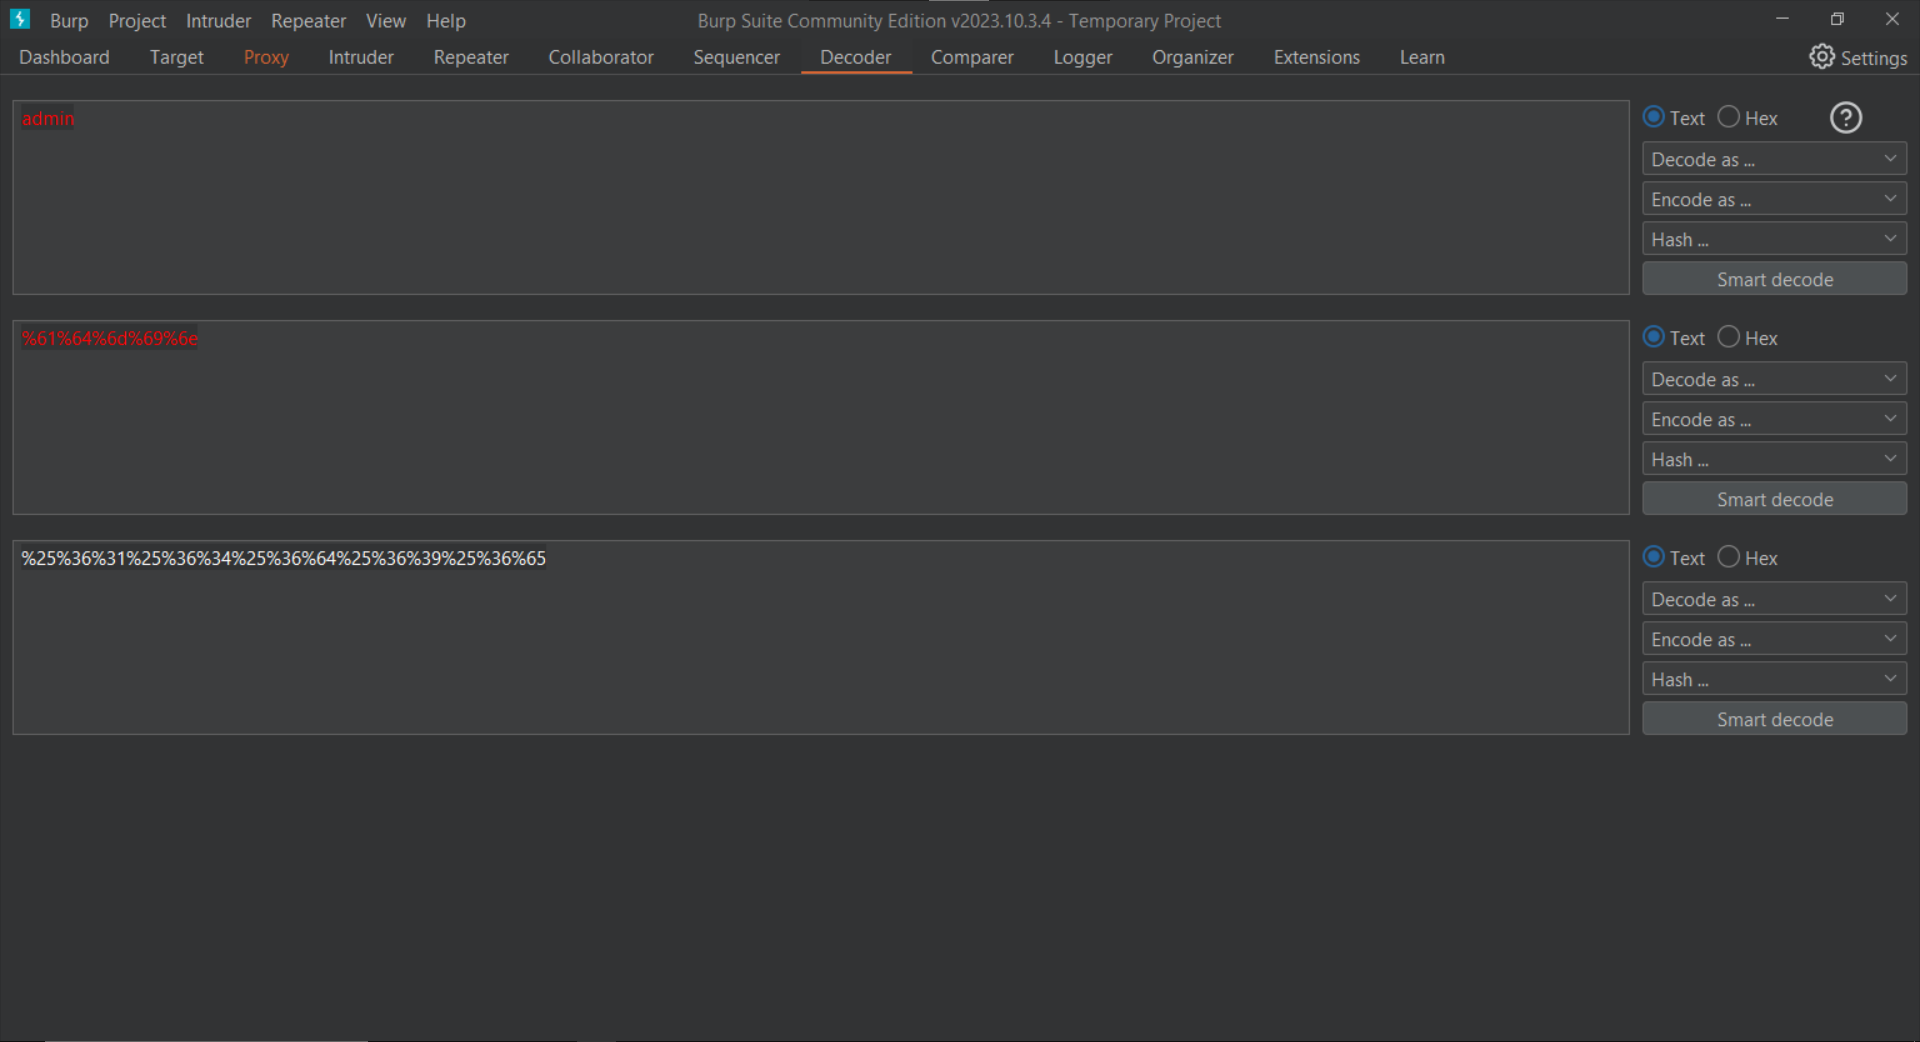 Burp Project Intruder Repeater View Help Burp Suite Community Edition v2023.10.3.4 - Temporary Project
Dashboard Target Proxy Intruder Repeater Collaborator Sequencer Decoder Comparer Logger Organizer Extensions Learn Settings
admin
Text Hex ?
Decode as ...
Encode as ...
Hash ...
Smart decode
%61%64%6d%69%6e
Text Hex
Decode as ...
Encode as ...
Hash ...
Smart decode
%25%36%31%25%36%34%25%36%64%25%36%39%25%36%65
Text Hex
Decode as ...
Encode as ...
Hash ...
Smart decode